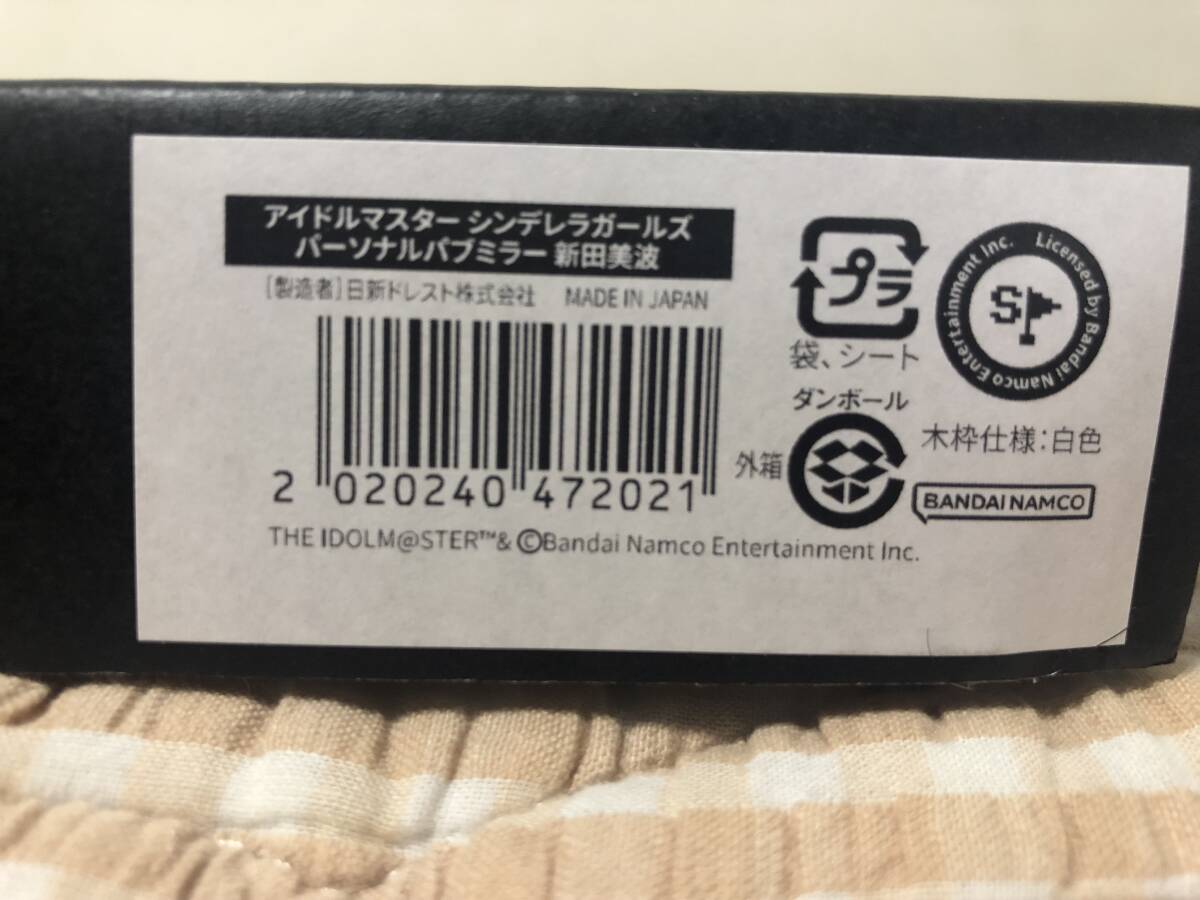 アイドルマスター シンデレラガールズ
パーソナルパブミラー 新田美波
[製造者]日新ドレスト株式会社 MADE IN JAPAN
2 020240 472021
THE IDOLM@STER™& ©Bandai Namco Entertainment Inc.
プラ
袋、シート
ダンボール
外箱
Licensed by Bandai Namco Entertainment Inc.
S
木枠仕様:白色
BANDAI NAMCO